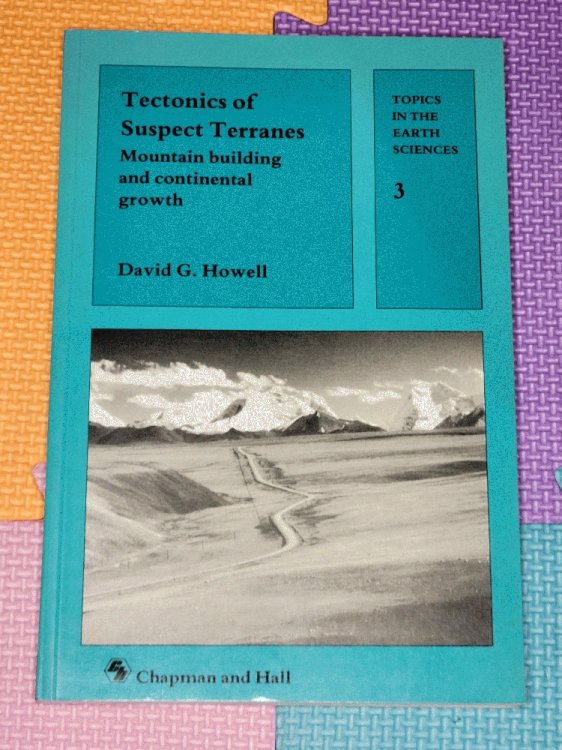 Tectonics of
Suspect Terranes
Mountain building
and continental
growth
David G. Howell
TOPICS
IN THE
EARTH
SCIENCES
3
CH Chapman and Hall